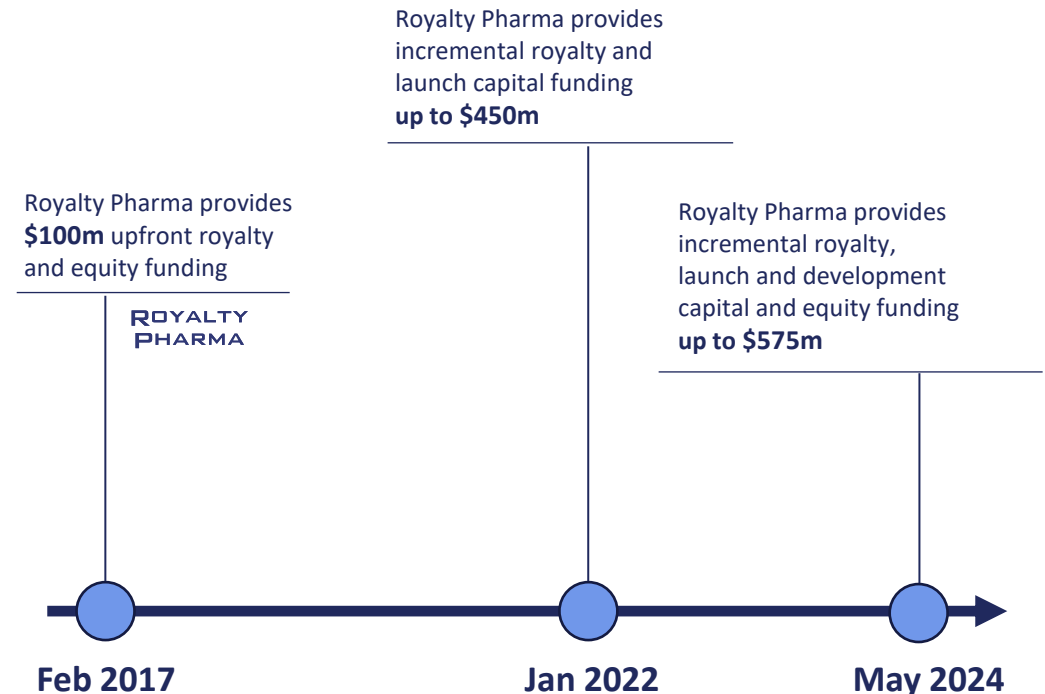 Royalty Pharma provides
incremental royalty and
launch capital funding
up to $450m
Royalty Pharma provides
$100m upfront royalty
and equity funding
ROYALTY
PHARMA
Royalty Pharma provides
incremental royalty,
launch and development
capital and equity funding
up to $575m
Feb 2017
Jan 2022
May 2024